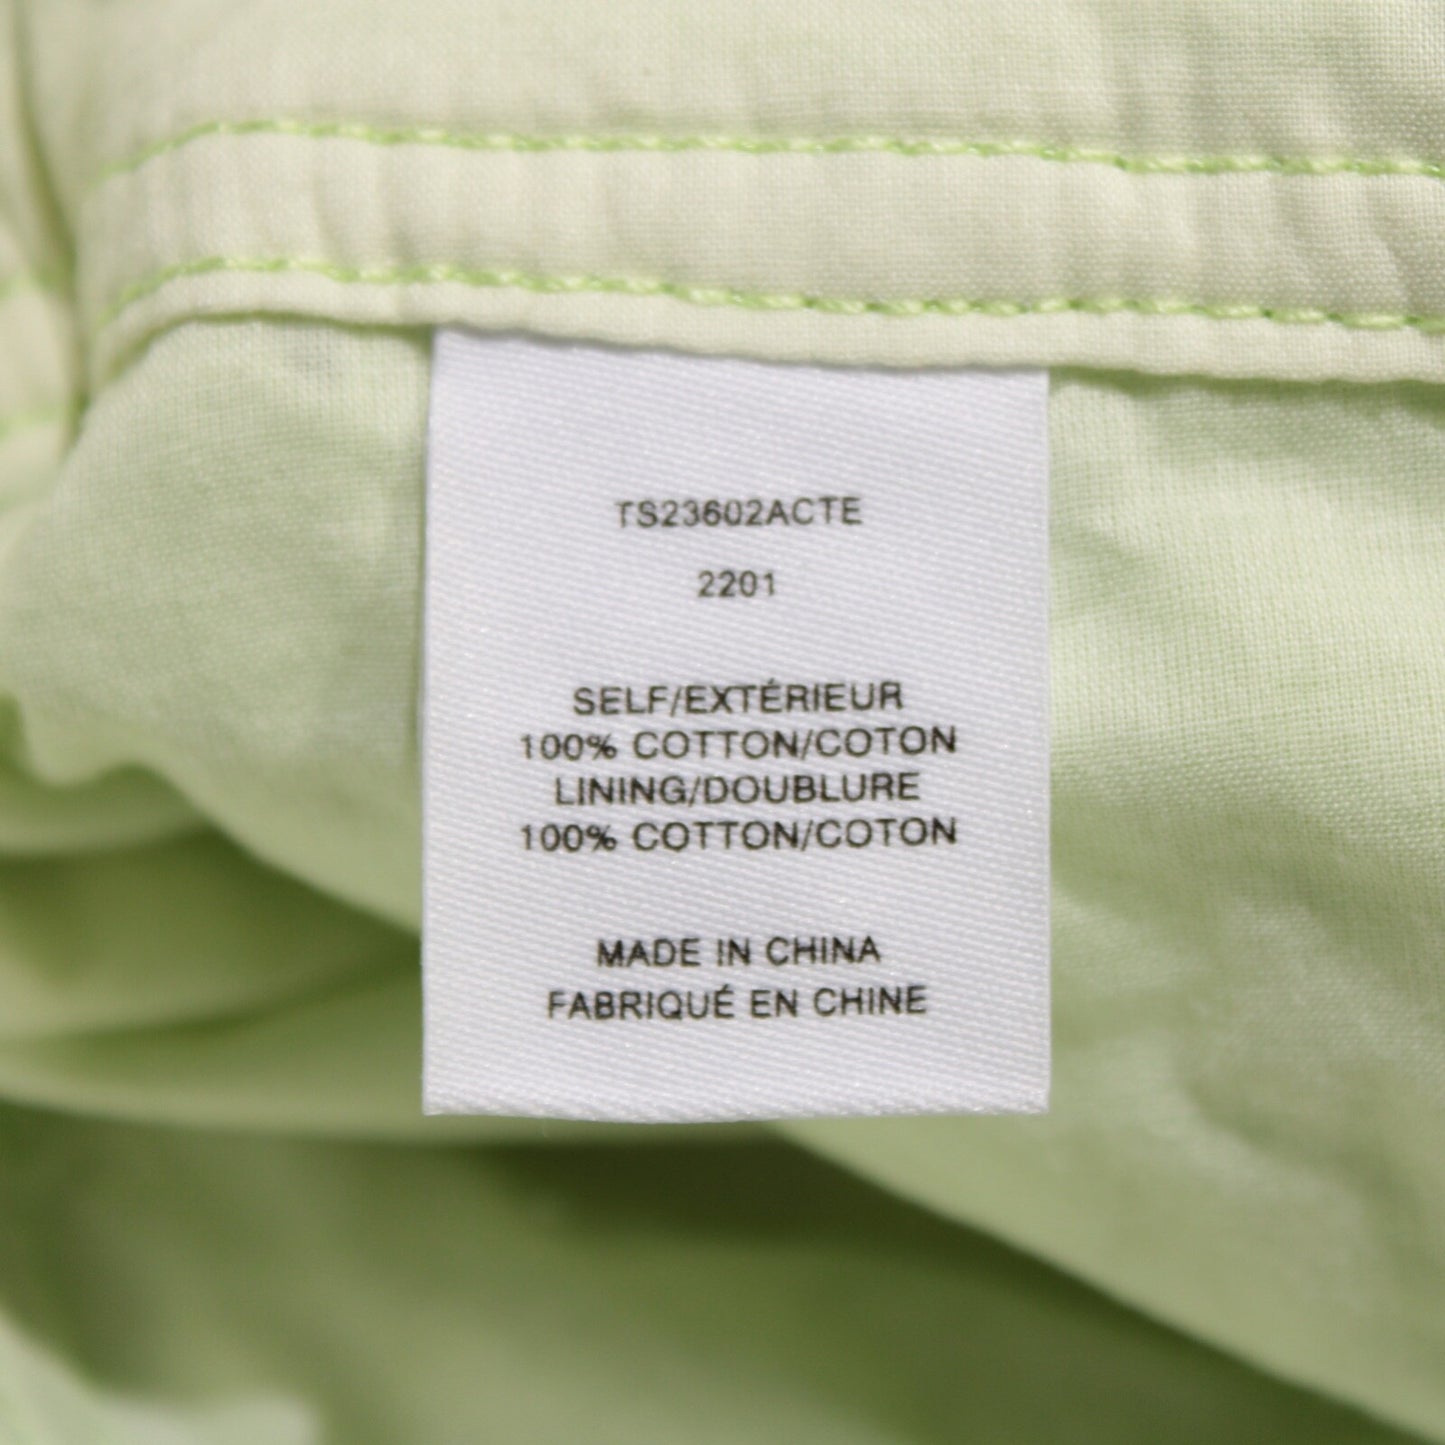 TS23602ACTE
2201
SELF/EXTÉRIEUR
100% COTTON/COTON
LINING/DOUBLURE
100% COTTON/COTON
MADE IN CHINA
FABRIQUÉ EN CHINE